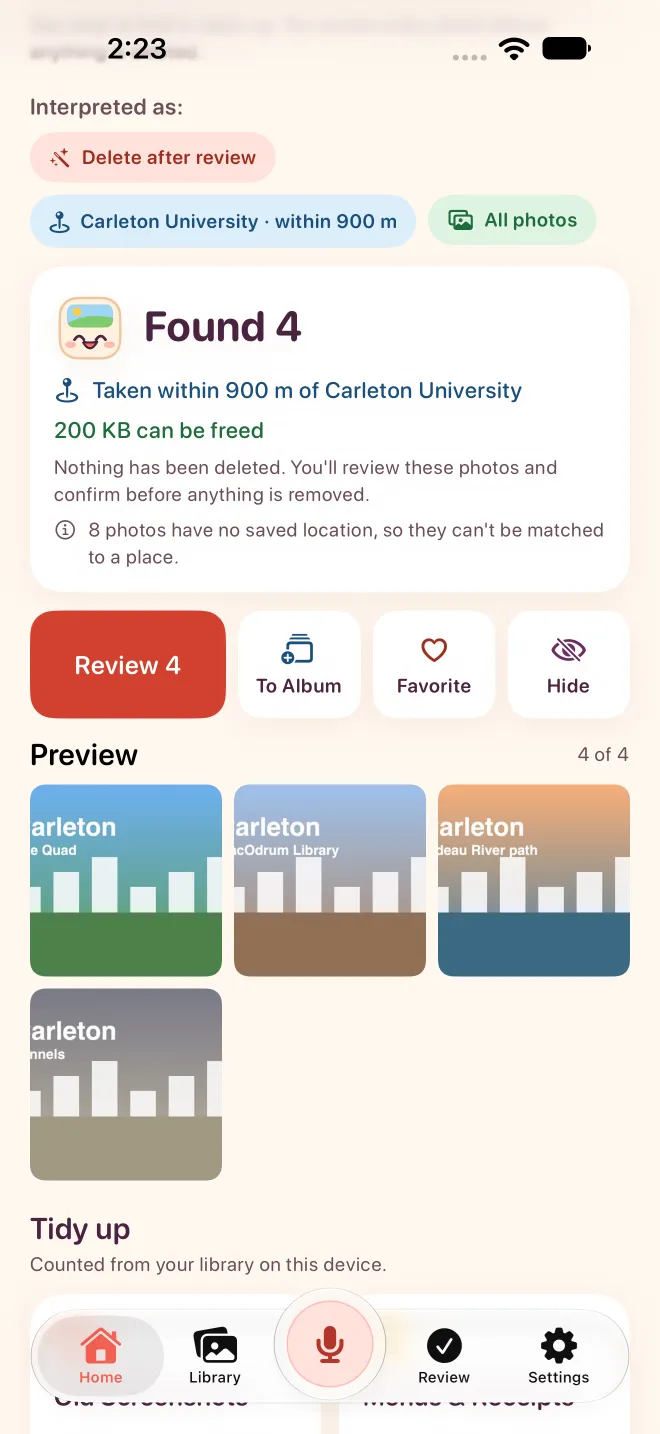 2:23
Interpreted as:
Delete after review
Carleton University · within 900 m
All photos
Found 4
Taken within 900 m of Carleton University
200 KB can be freed
Nothing has been deleted. You'll review these photos and
confirm before anything is removed.
8 photos have no saved location, so they can't be matched
to a place.
Review 4
To Album
Favorite
Hide
Preview
4 of 4
arleton
e Quad
arleton
cOdrum Library
arleton
deau River path
arleton
nnels
Tidy up
Counted from your library on this device.
Home
Library
Review
Settings